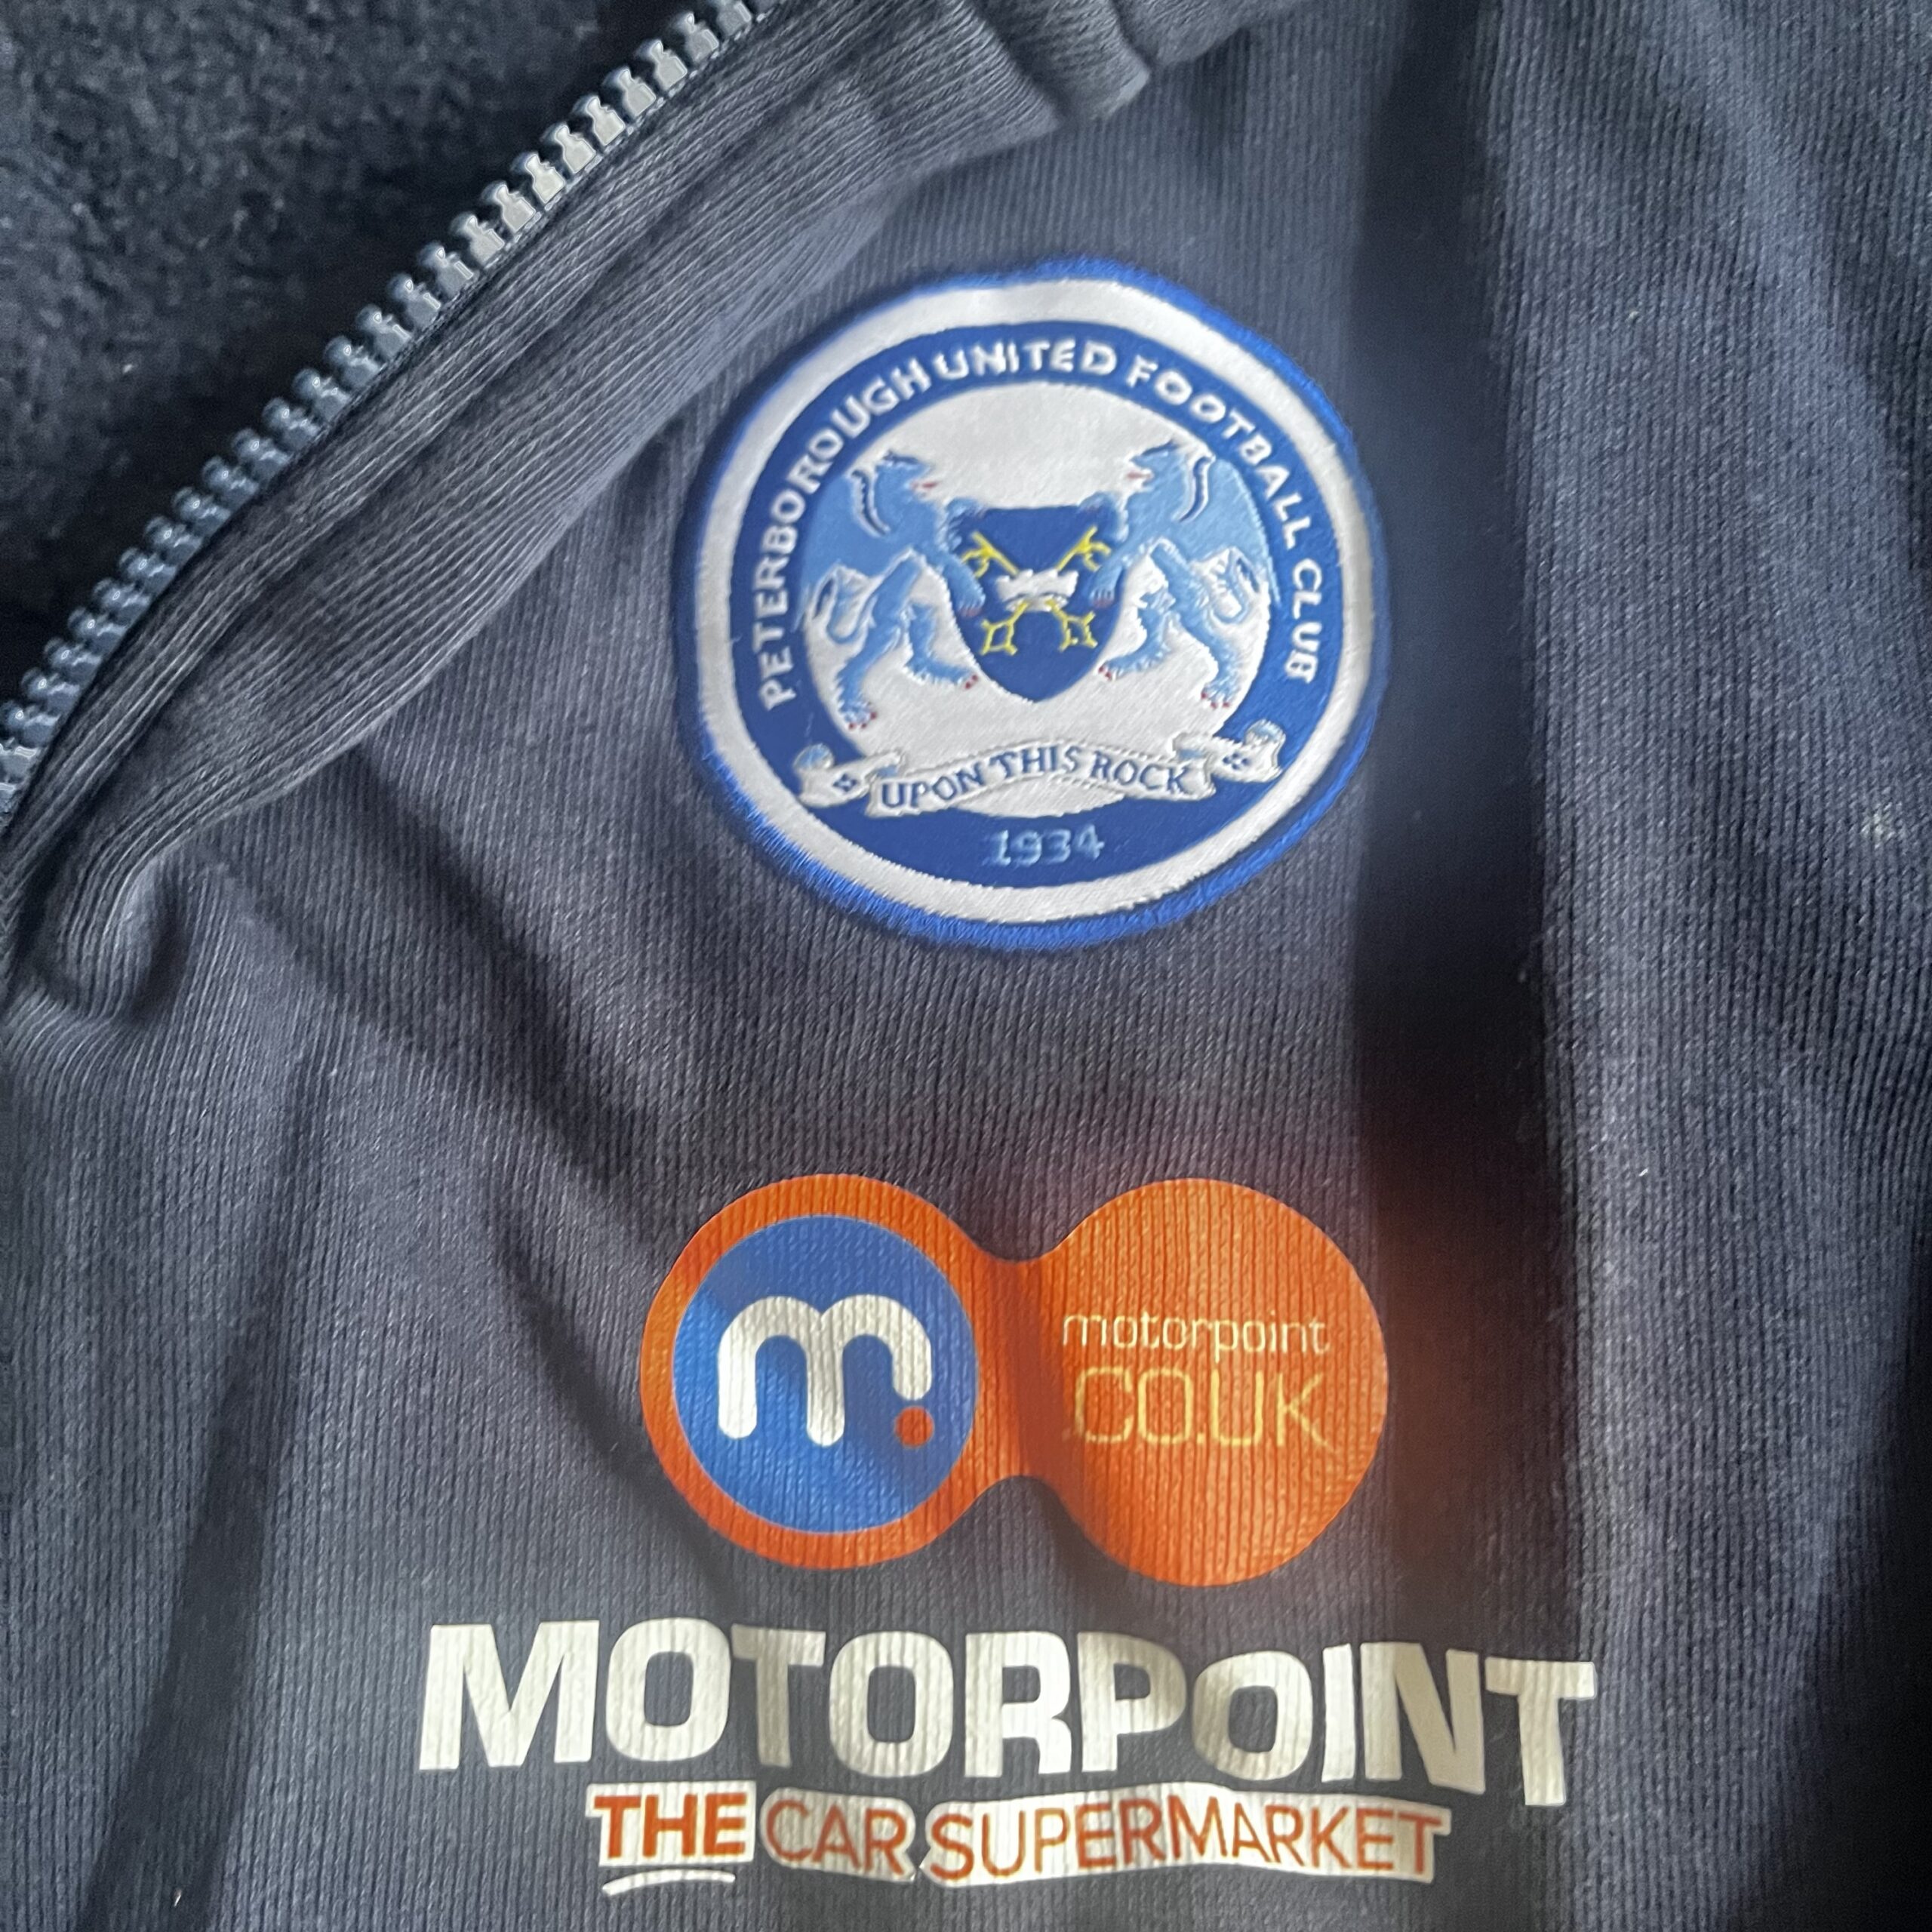 PETERBOROUGH UNITED FOOTBALL CLUB
UPON THIS ROCK
1934
m.
motorpoint
CO.UK
MOTORPOINT
THE CAR SUPERMARKET